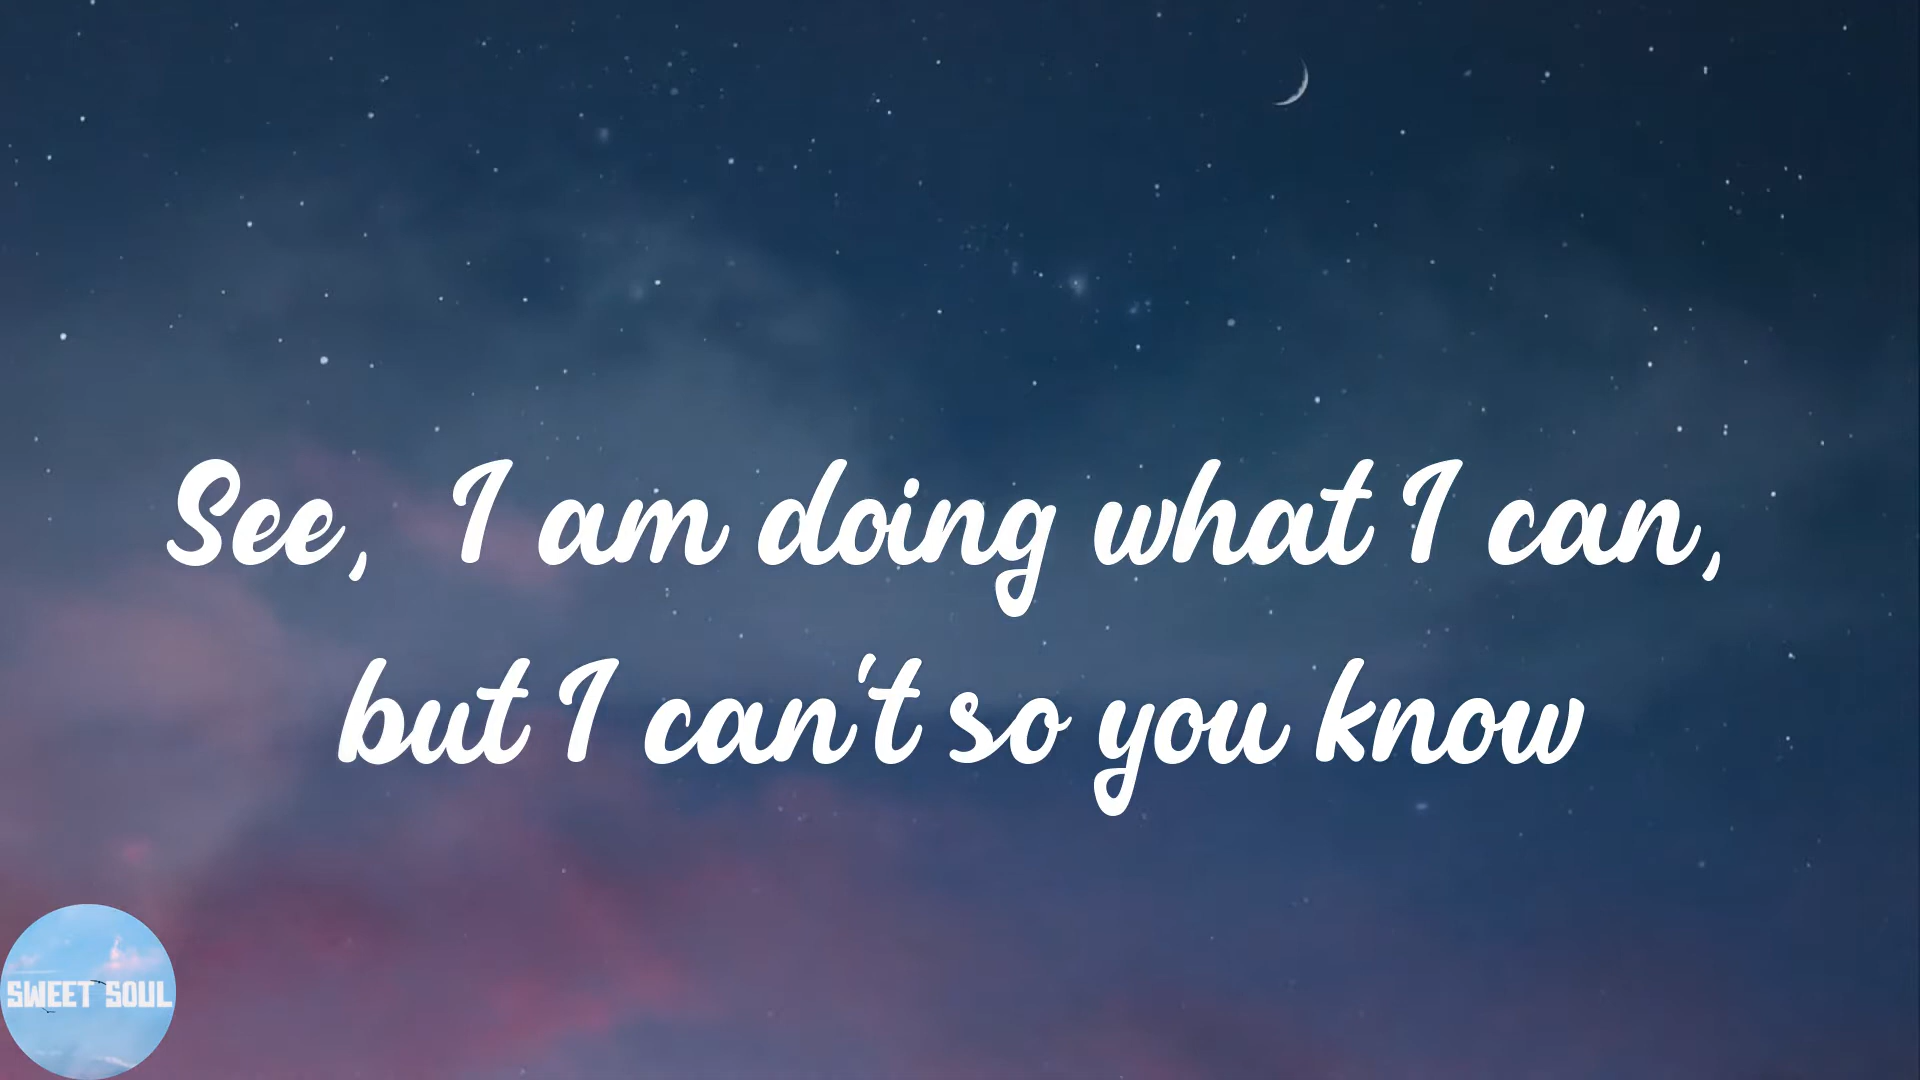 See, I am doing what I can,
but I can't so you know
SWEET SOUL